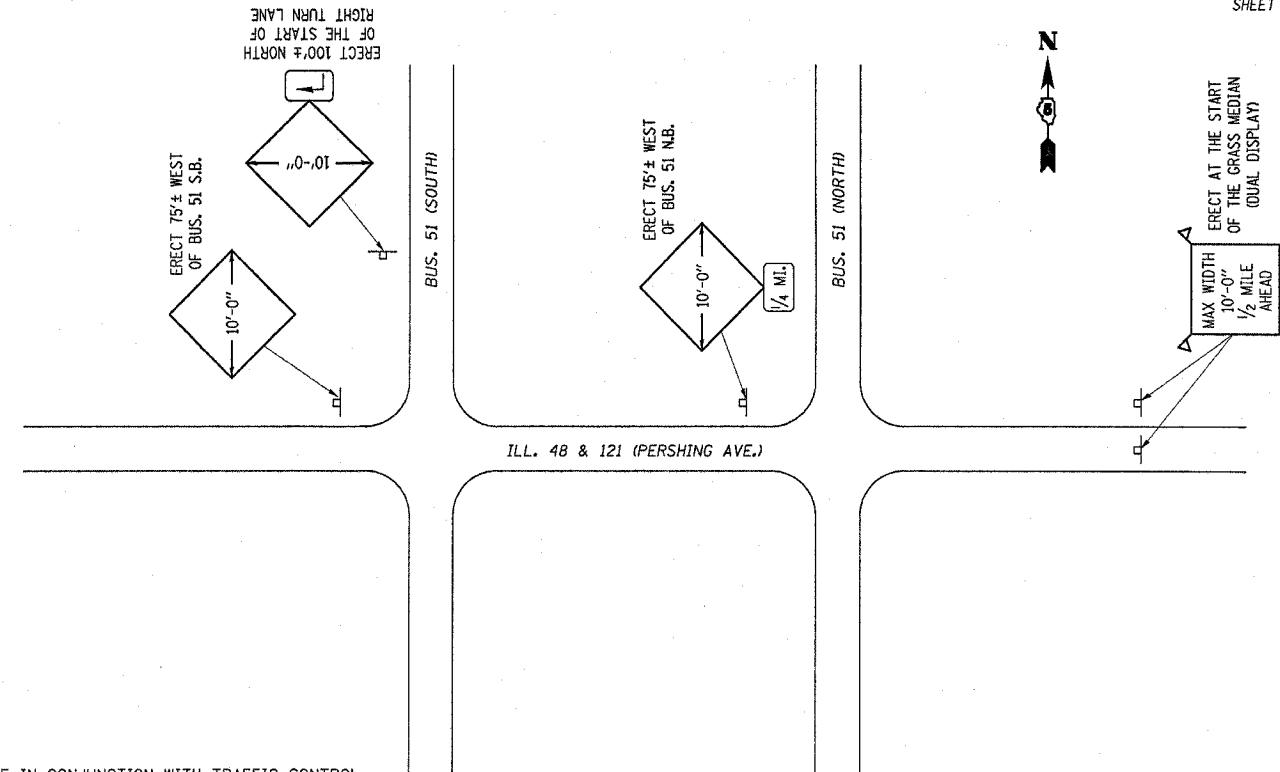 SHEET
ERECT 100'± NORTH
OF THE START OF
RIGHT TURN LANE
10'-0"
ERECT 75'± WEST
OF BUS. 51 S.B.
10'-0"
BUS. 51 (SOUTH)
ERECT 75'± WEST
OF BUS. 51 N.B.
10'-0"
1/4 MI.
BUS. 51 (NORTH)
N
5
ERECT AT THE START
OF THE GRASS MEDIAN
(DUAL DISPLAY)
MAX WIDTH
10'-0"
1/2 MILE
AHEAD
ILL. 48 & 121 (PERSHING AVE.)
IN CONJUNCTION WITH TRAFFIC CONTROL